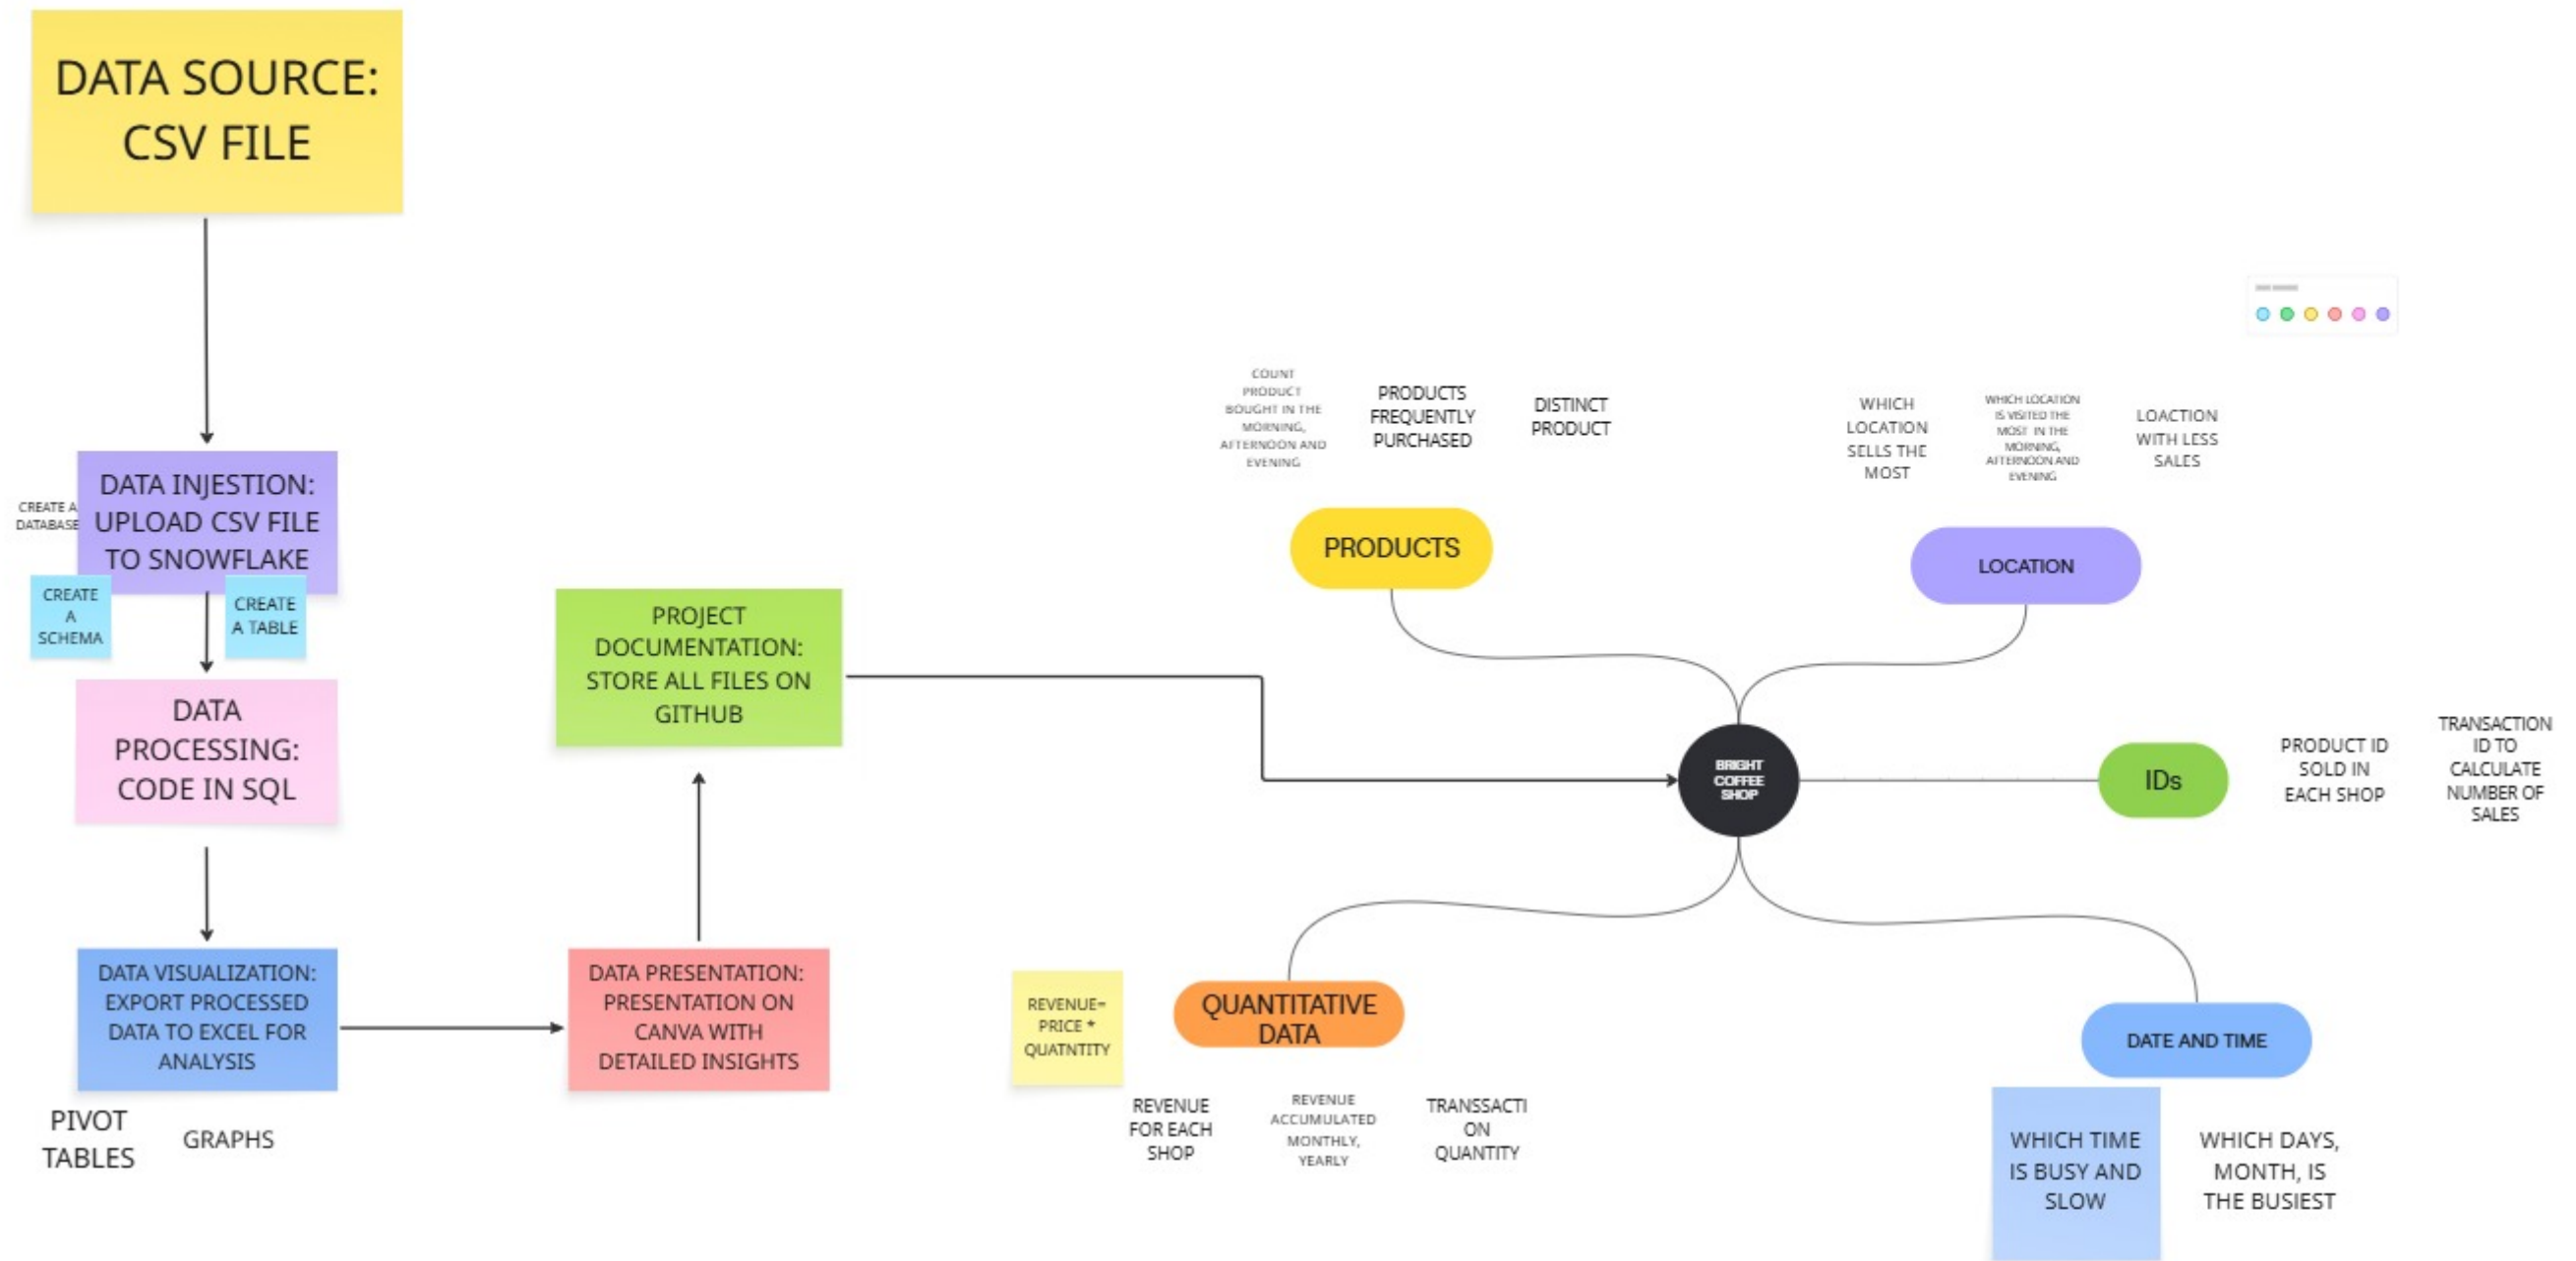 DATA SOURCE:
CSV FILE
DATA INJESTION:
UPLOAD CSV FILE
TO SNOWFLAKE
CREATE A
DATABASE
CREATE
A
SCHEMA
CREATE
A TABLE
DATA
PROCESSING:
CODE IN SQL
DATA VISUALIZATION:
EXPORT PROCESSED
DATA TO EXCEL FOR
ANALYSIS
PIVOT
TABLES
GRAPHS
DATA PRESENTATION:
PRESENTATION ON
CANVA WITH
DETAILED INSIGHTS
PROJECT
DOCUMENTATION:
STORE ALL FILES ON
GITHUB
BRIGHT
COFFEE
SHOP
PRODUCTS
COUNT
PRODUCT
BOUGHT IN THE
MORNING,
AFTERNOON AND
EVENING
PRODUCTS
FREQUENTLY
PURCHASED
DISTINCT
PRODUCT
LOCATION
WHICH
LOCATION
SELLS THE
MOST
WHICH LOCATION
IS VISITED THE
MOST IN THE
MORNING,
AFTERNOON AND
EVENING
LOACTION
WITH LESS
SALES
IDs
PRODUCT ID
SOLD IN
EACH SHOP
TRANSACTION
ID TO
CALCULATE
NUMBER OF
SALES
QUANTITATIVE
DATA
REVENUE=
PRICE *
QUATNTITY
REVENUE
FOR EACH
SHOP
REVENUE
ACCUMULATED
MONTHLY,
YEARLY
TRANSSACTI
ON
QUANTITY
DATE AND TIME
WHICH TIME
IS BUSY AND
SLOW
WHICH DAYS,
MONTH, IS
THE BUSIEST